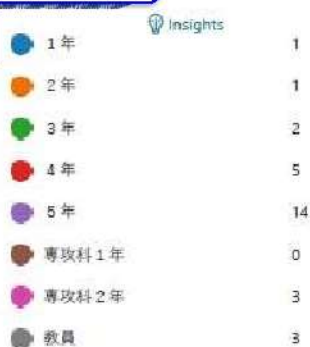 Insights
1年 1
2年 1
3年 2
4年 5
5年 14
専攻科1年 0
専攻科2年 3
教員 3